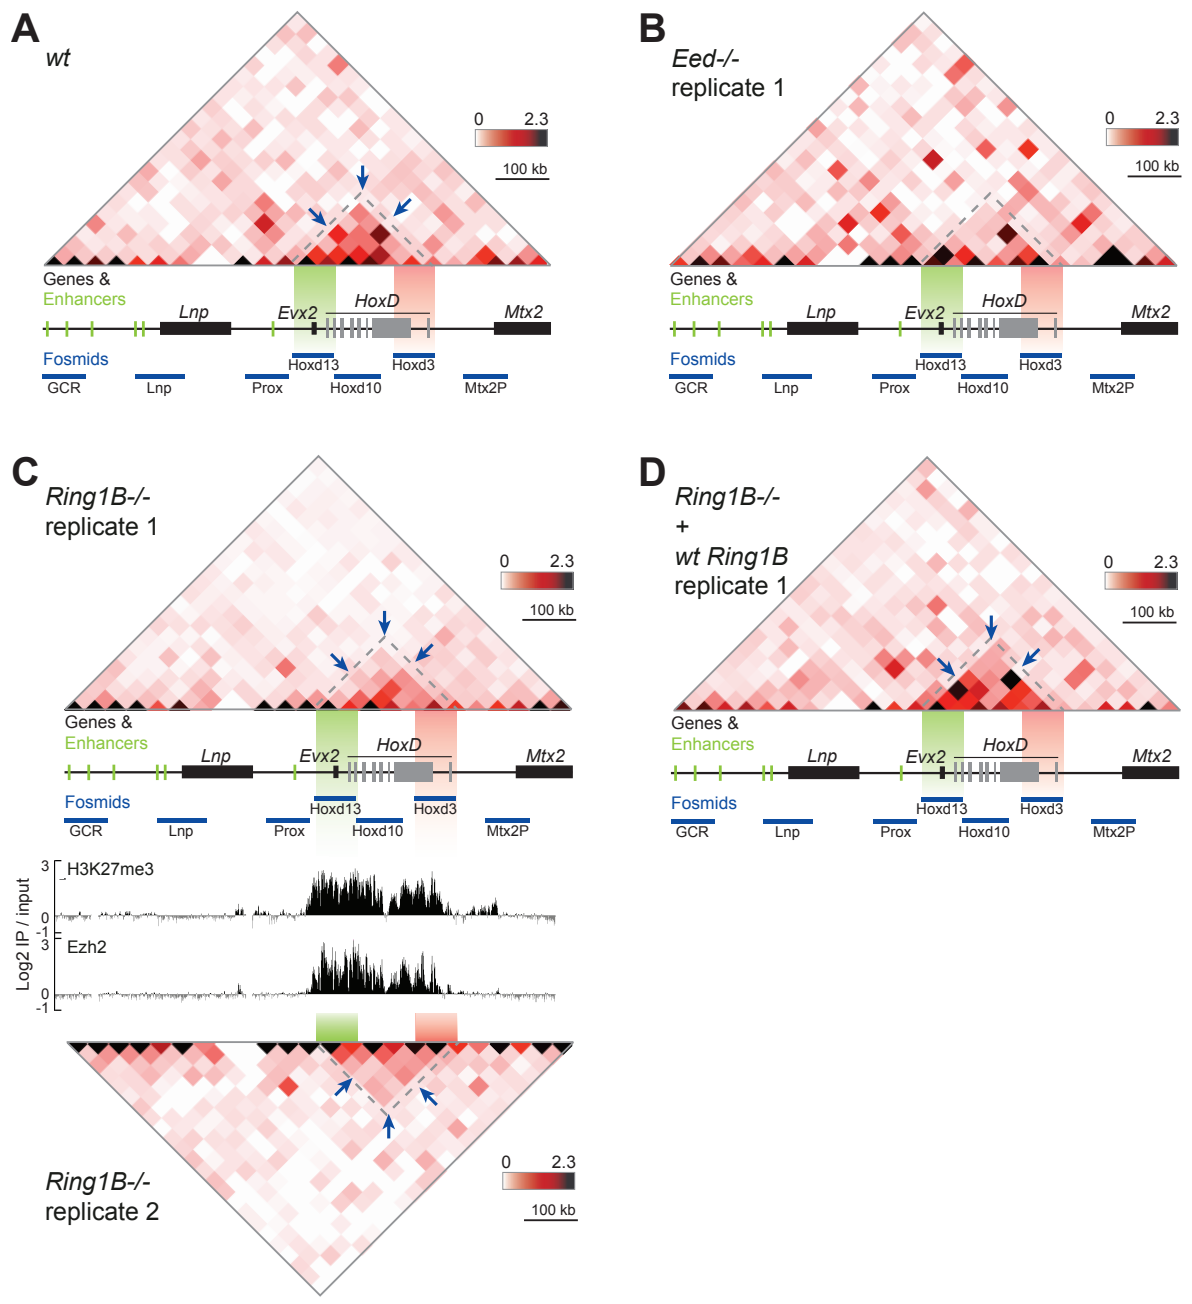 A
wt
0 2.3
100 kb
Genes &
Enhancers
Lnp Evx2 HoxD Mtx2
Fosmids
Hoxd13 Hoxd3
GCR Lnp Prox Hoxd10 Mtx2P
B
Eed-/-
replicate 1
0 2.3
100 kb
Genes &
Enhancers
Lnp Evx2 HoxD Mtx2
Fosmids
Hoxd13 Hoxd3
GCR Lnp Prox Hoxd10 Mtx2P
C
Ring1B-/-
replicate 1
0 2.3
100 kb
Genes &
Enhancers
Lnp Evx2 HoxD Mtx2
Fosmids
Hoxd13 Hoxd3
GCR Lnp Prox Hoxd10 Mtx2P
Log2 IP / input
3 H3K27me3
0
-1
3 Ezh2
0
-1
Ring1B-/-
replicate 2
0 2.3
100 kb
D
Ring1B-/-
+
wt Ring1B
replicate 1
0 2.3
100 kb
Genes &
Enhancers
Lnp Evx2 HoxD Mtx2
Fosmids
Hoxd13 Hoxd3
GCR Lnp Prox Hoxd10 Mtx2P